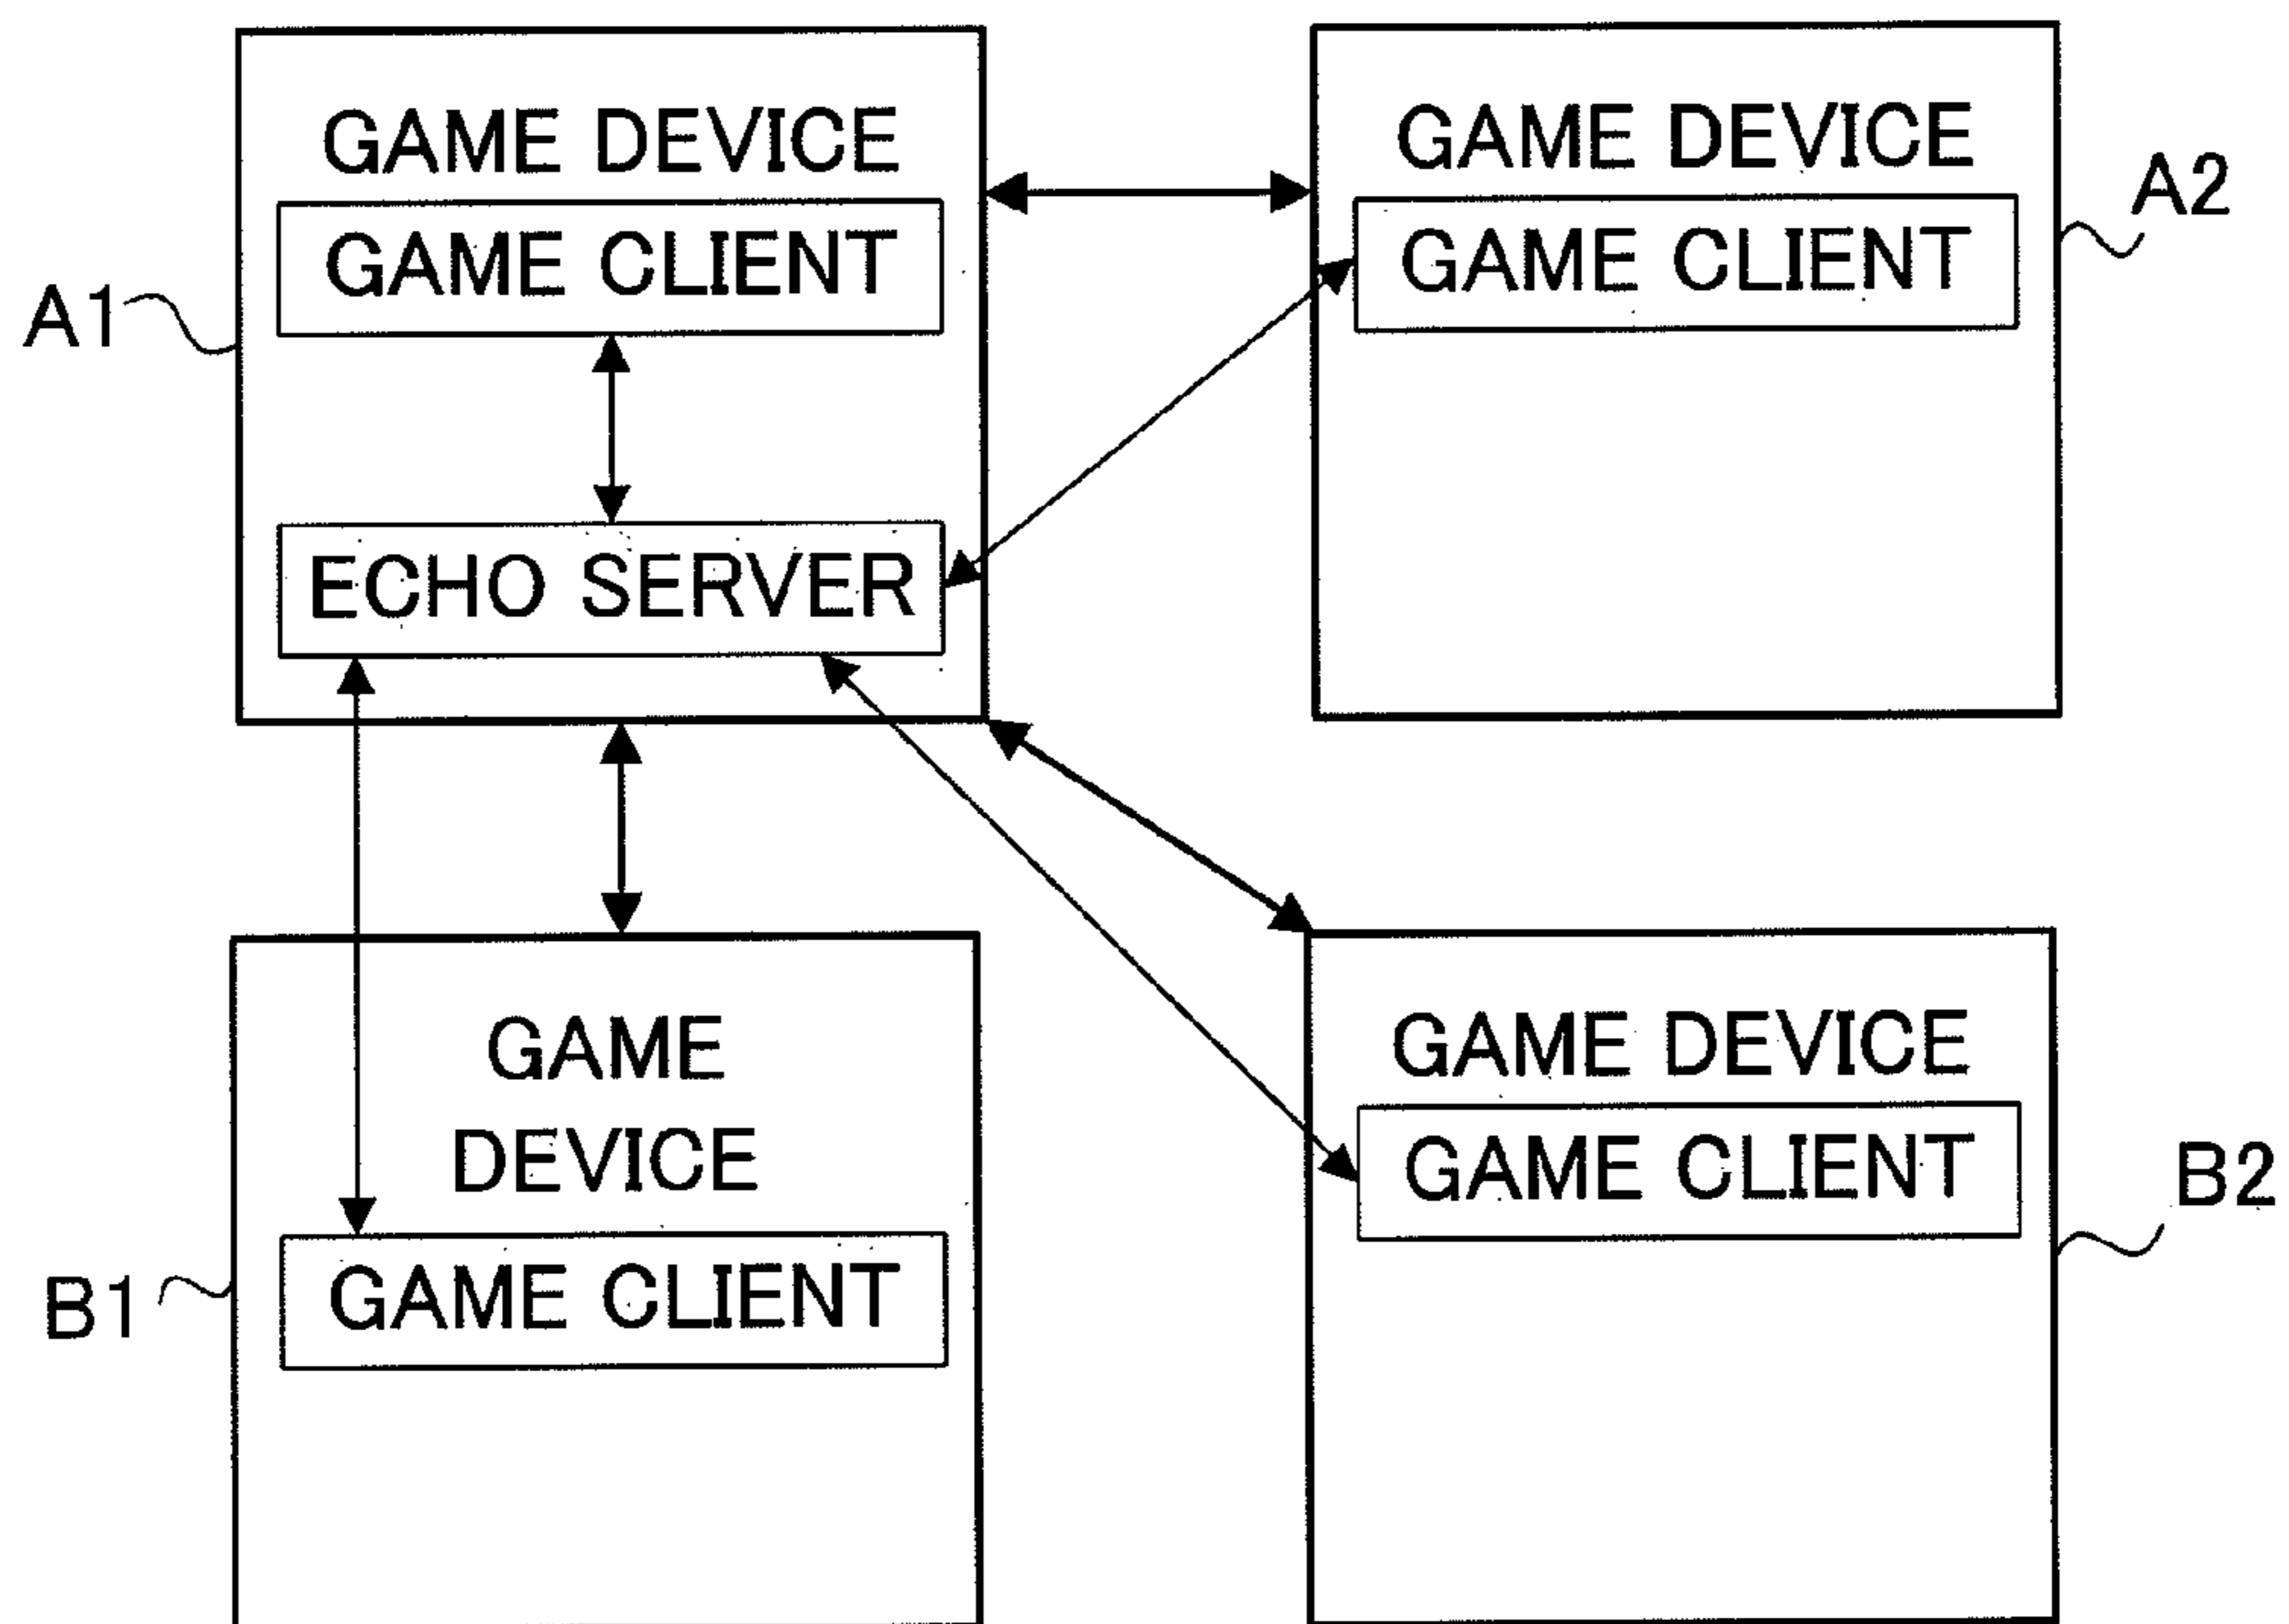 GAME DEVICE
GAME CLIENT
A1
ECHO SERVER
GAME DEVICE
GAME CLIENT
A2
GAME
DEVICE
GAME CLIENT
B1
GAME DEVICE
GAME CLIENT
B2